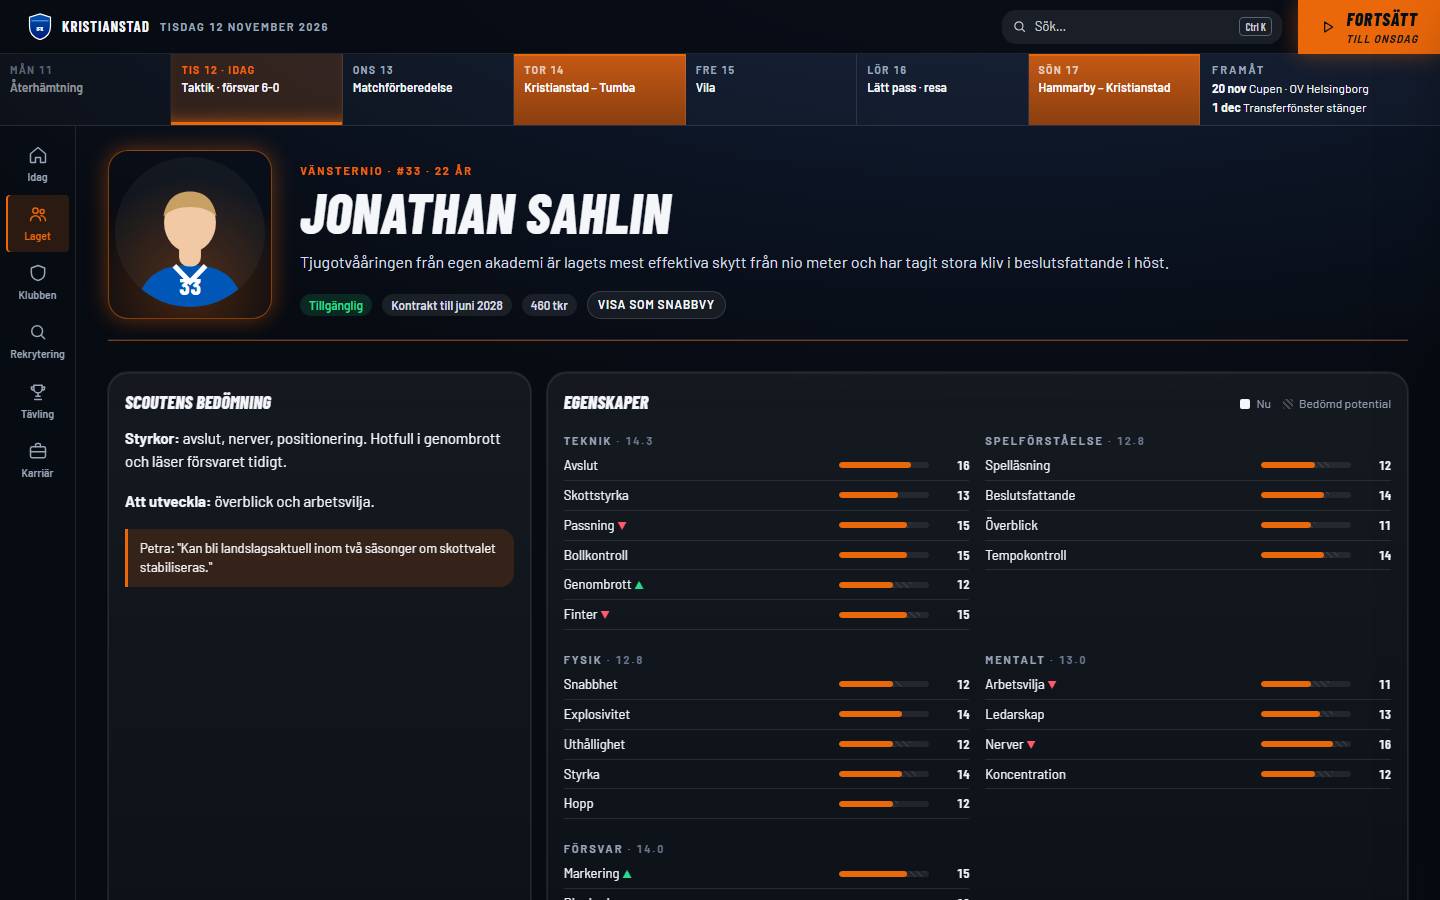 KRISTIANSTAD TISDAG 12 NOVEMBER 2026
Sök... Ctrl K
FORTSÄTT
TILL ONSDAG
MÅN 11
Återhämtning
TIS 12 · IDAG
Taktik · försvar 6-0
ONS 13
Matchförberedelse
TOR 14
Kristianstad – Tumba
FRE 15
Vila
LÖR 16
Lätt pass · resa
SÖN 17
Hammarby – Kristianstad
FRAMÅT
20 nov Cupen · OV Helsingborg
1 dec Transferfönster stänger
Idag
Laget
Klubben
Rekrytering
Tävling
Karriär
33
VÄNSTERNIO · #33 · 22 ÅR
JONATHAN SAHLIN
Tjugotvååringen från egen akademi är lagets mest effektiva skytt från nio meter och har tagit stora kliv i beslutsfattande i höst.
Tillgänglig Kontrakt till juni 2028 460 tkr VISA SOM SNABBVY
SCOUTENS BEDÖMNING
Styrkor: avslut, nerver, positionering. Hotfull i genombrott
och läser försvaret tidigt.
Att utveckla: överblick och arbetsvilja.
Petra: "Kan bli landslagsaktuell inom två säsonger om skottvalet
stabiliseras."
EGENSKAPER
Nu Bedömd potential
TEKNIK · 14.3
Avslut 16
Skottstyrka 13
Passning 15
Bollkontroll 15
Genombrott 12
Finter 15
SPELFÖRSTÅELSE · 12.8
Spelläsning 12
Beslutsfattande 14
Överblick 11
Tempokontroll 14
FYSIK · 12.8
Snabbhet 12
Explosivitet 14
Uthållighet 12
Styrka 14
Hopp 12
MENTALT · 13.0
Arbetsvilja 11
Ledarskap 13
Nerver 16
Koncentration 12
FÖRSVAR · 14.0
Markering 15